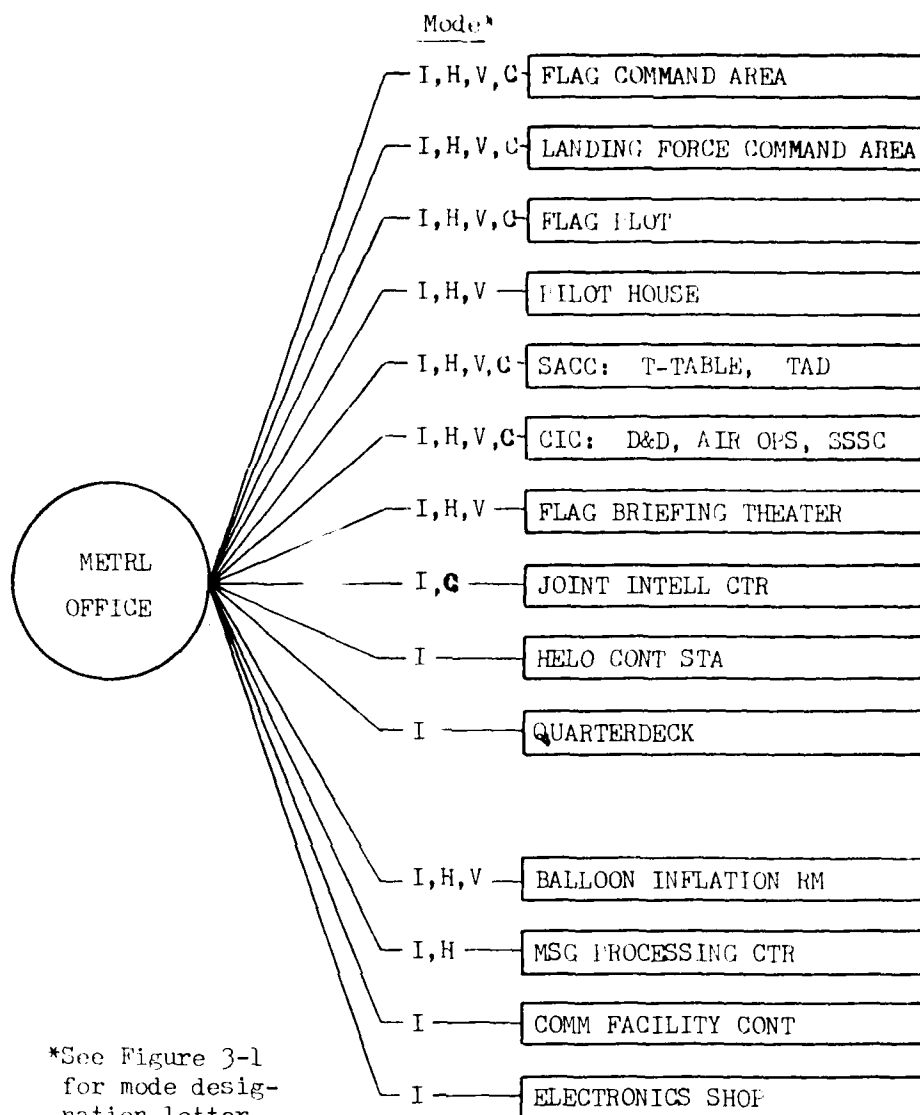 Mode*
I,H,V,C FLAG COMMAND AREA
I,H,V,C LANDING FORCE COMMAND AREA
I,H,V,C FLAG PLOT
I,H,V PILOT HOUSE
I,H,V,C SACC: T-TABLE, TAD
I,H,V,C CIC: D&D, AIR OPS, SSSC
I,H,V FLAG BRIEFING THEATER
I,C JOINT INTELL CTR
I HELO CONT STA
I QUARTERDECK
I,H,V BALLOON INFLATION RM
I,H MSG PROCESSING CTR
I COMM FACILITY CONT
I ELECTRONICS SHOP
METRL
OFFICE
*See Figure 3-1
for mode desig-
nation letter